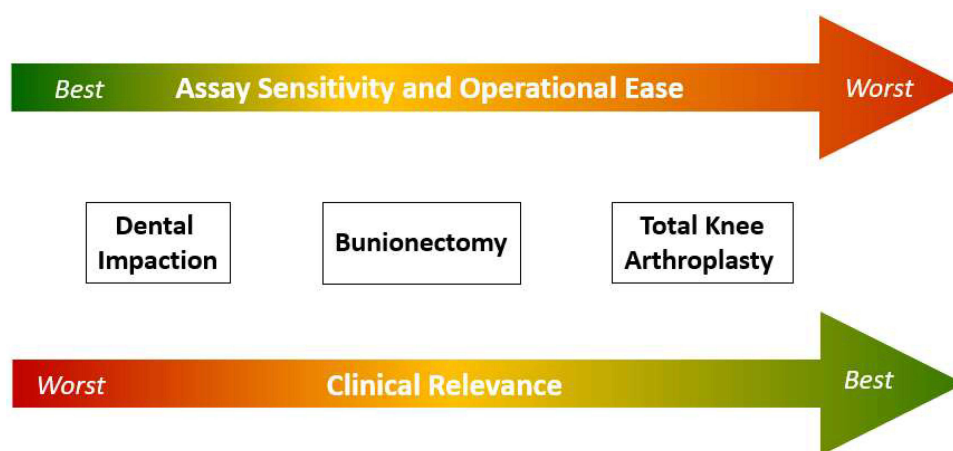 Best Assay Sensitivity and Operational Ease Worst
Dental
Impaction
Bunionectomy
Total Knee
Arthroplasty
Worst Clinical Relevance Best